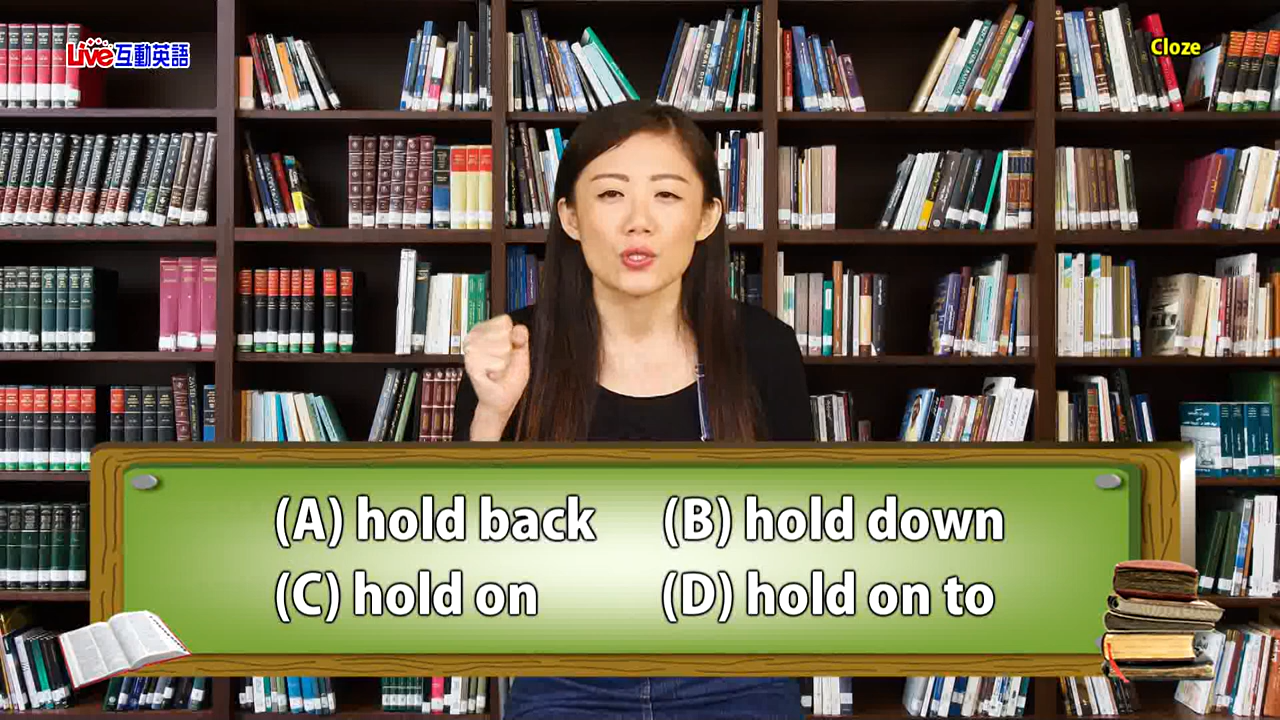 Live互動英語
Cloze
(A) hold back (B) hold down
(C) hold on (D) hold on to